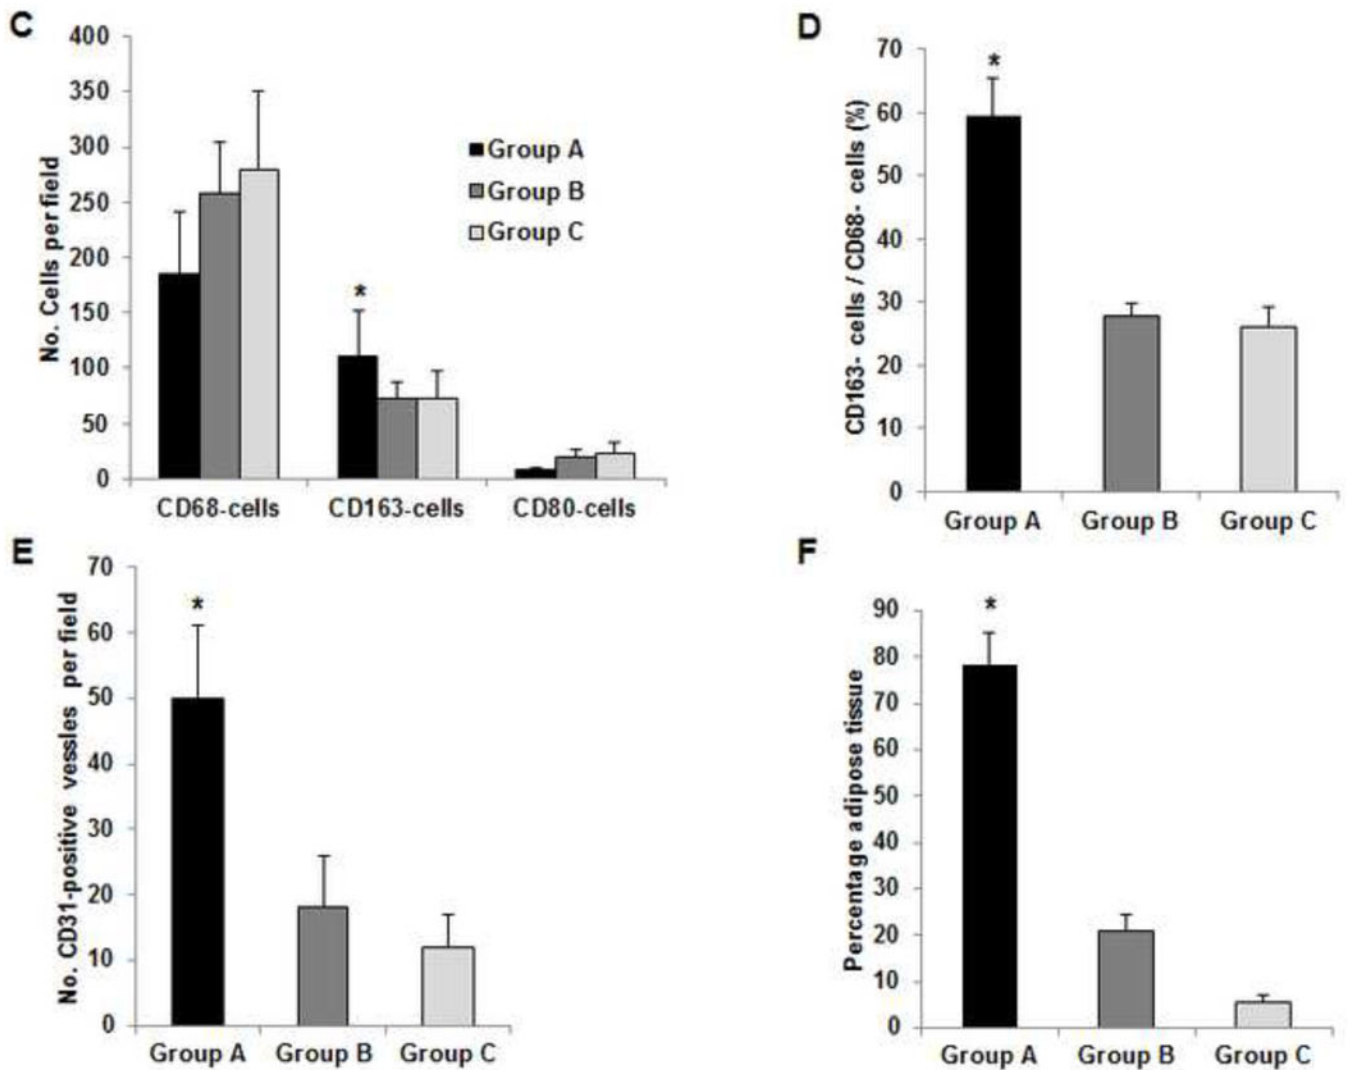 C
400
350
300
250
200
150
100
50
0
No. Cells per field
Group A
Group B
Group C
*
CD68-cells CD163-cells CD80-cells
D
70
60
50
40
30
20
10
0
CD163- cells / CD68- cells (%)
*
Group A Group B Group C
E
70
60
50
40
30
20
10
0
No. CD31-positive vessles per field
*
Group A Group B Group C
F
90
80
70
60
50
40
30
20
10
0
Percentage adipose tissue
*
Group A Group B Group C